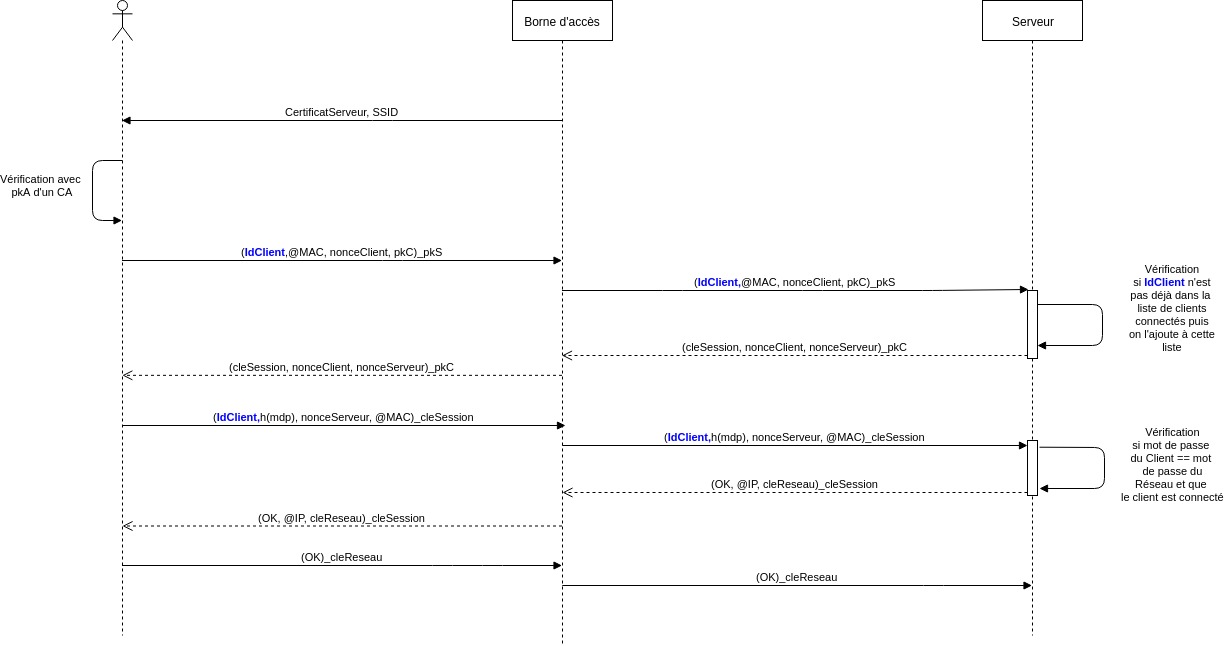 Borne d'accès
Serveur
CertificatServeur, SSID
Vérification avec
pkA d'un CA
(IdClient,@MAC, nonceClient, pkC)_pkS
(IdClient,@MAC, nonceClient, pkC)_pkS
Vérification
si IdClient n'est
pas déjà dans la
liste de clients
connectés puis
on l'ajoute à cette
liste
(cleSession, nonceClient, nonceServeur)_pkC
(cleSession, nonceClient, nonceServeur)_pkC
(IdClient,h(mdp), nonceServeur, @MAC)_cleSession
(IdClient,h(mdp), nonceServeur, @MAC)_cleSession
Vérification
si mot de passe
du Client == mot
de passe du
Réseau et que
le client est connecté
(OK, @IP, cleReseau)_cleSession
(OK, @IP, cleReseau)_cleSession
(OK)_cleReseau
(OK)_cleReseau